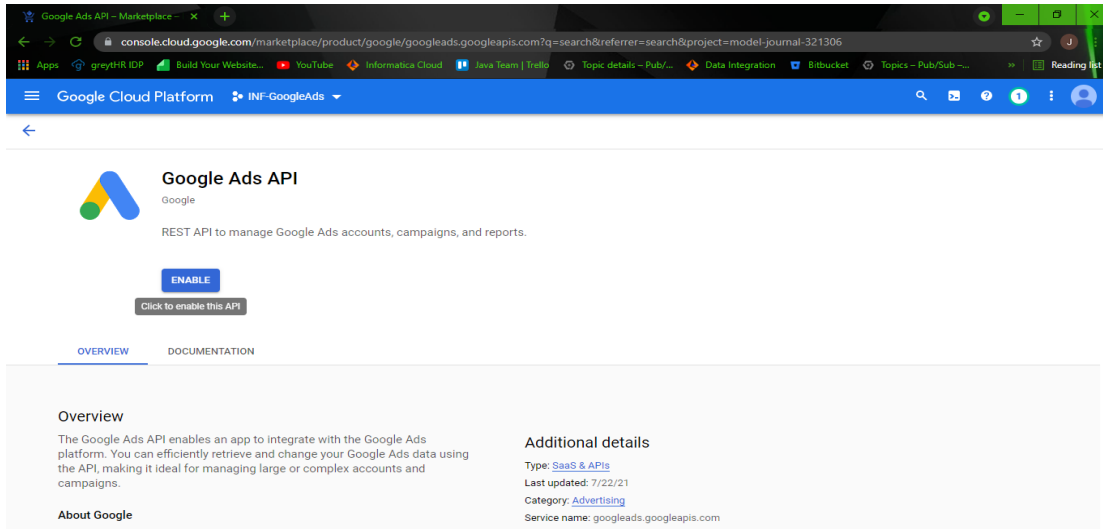 Google Ads API – Marketplace –
console.cloud.google.com/marketplace/product/google/googleads.googleapis.com?q=search&referrer=search&project=model-journal-321306
J
Apps greytHR IDP Build Your Website... YouTube Informatica Cloud Java Team | Trello Topic details – Pub/... Data Integration Bitbucket Topics – Pub/Sub –... » Reading list
Google Cloud Platform INF-GoogleAds 1
Google Ads API
Google
REST API to manage Google Ads accounts, campaigns, and reports.
ENABLE
Click to enable this API
OVERVIEW DOCUMENTATION
Overview
The Google Ads API enables an app to integrate with the Google Ads
platform. You can efficiently retrieve and change your Google Ads data using
the API, making it ideal for managing large or complex accounts and
campaigns.
About Google
Additional details
Type: SaaS & APIs
Last updated: 7/22/21
Category: Advertising
Service name: googleads.googleapis.com